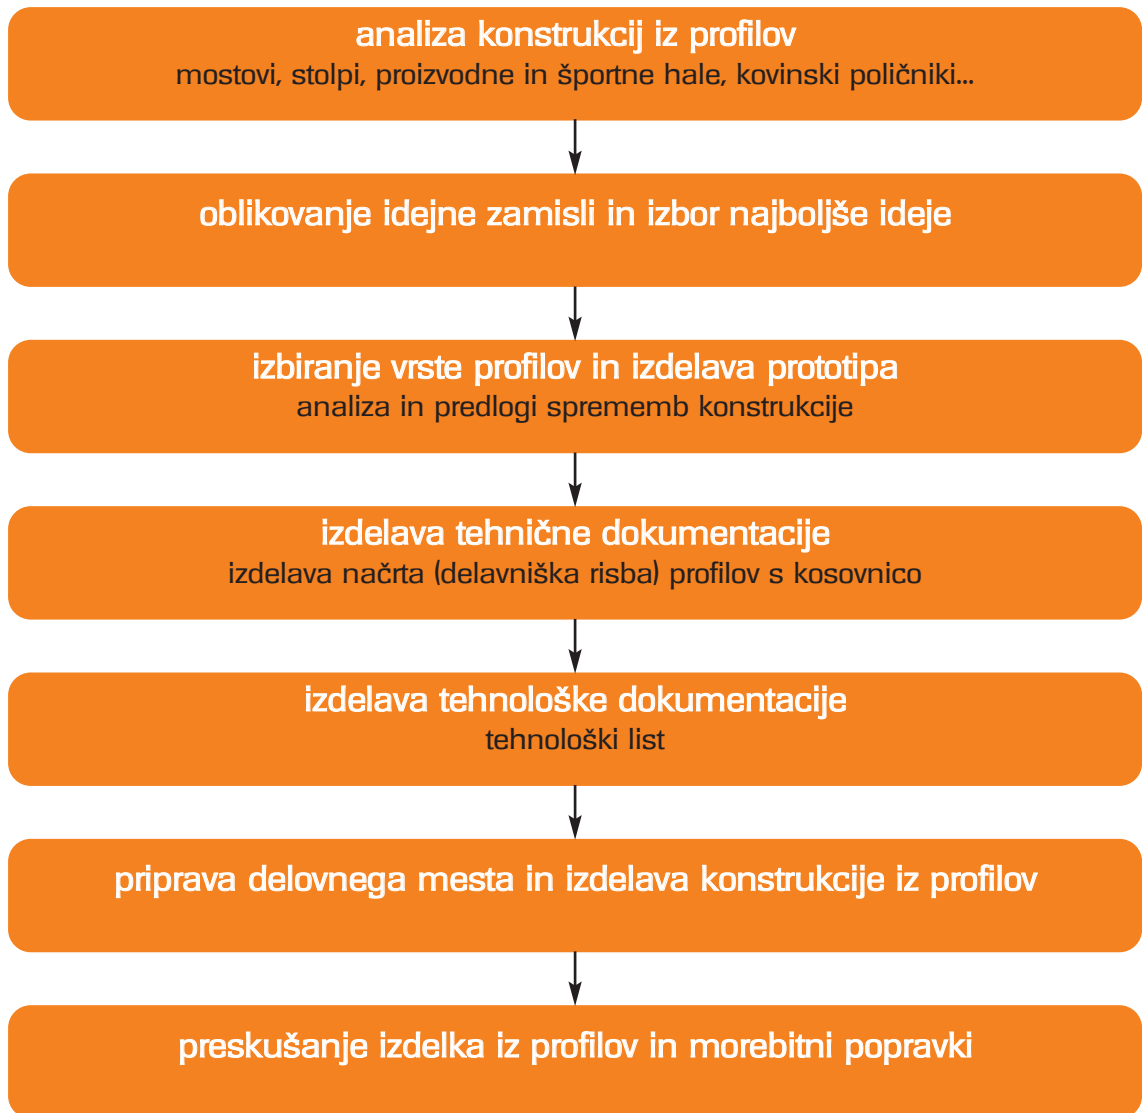 analiza konstrukcij iz profilov
mostovi, stolpi, proizvodne in športne hale, kovinski poličniki...
oblikovanje idejne zamisli in izbor najboljše ideje
izbiranje vrste profilov in izdelava prototipa
analiza in predlogi sprememb konstrukcije
izdelava tehnične dokumentacije
izdelava načrta (delavniška risba) profilov s kosovnico
izdelava tehnološke dokumentacije
tehnološki list
priprava delovnega mesta in izdelava konstrukcije iz profilov
preskušanje izdelka iz profilov in morebitni popravki